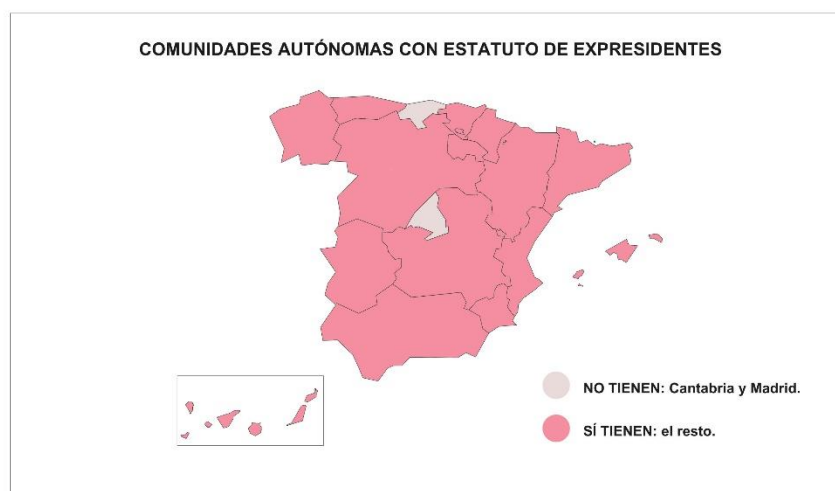 COMUNIDADES AUTÓNOMAS CON ESTATUTO DE EXPRESIDENTES
NO TIENEN: Cantabria y Madrid.
SÍ TIENEN: el resto.